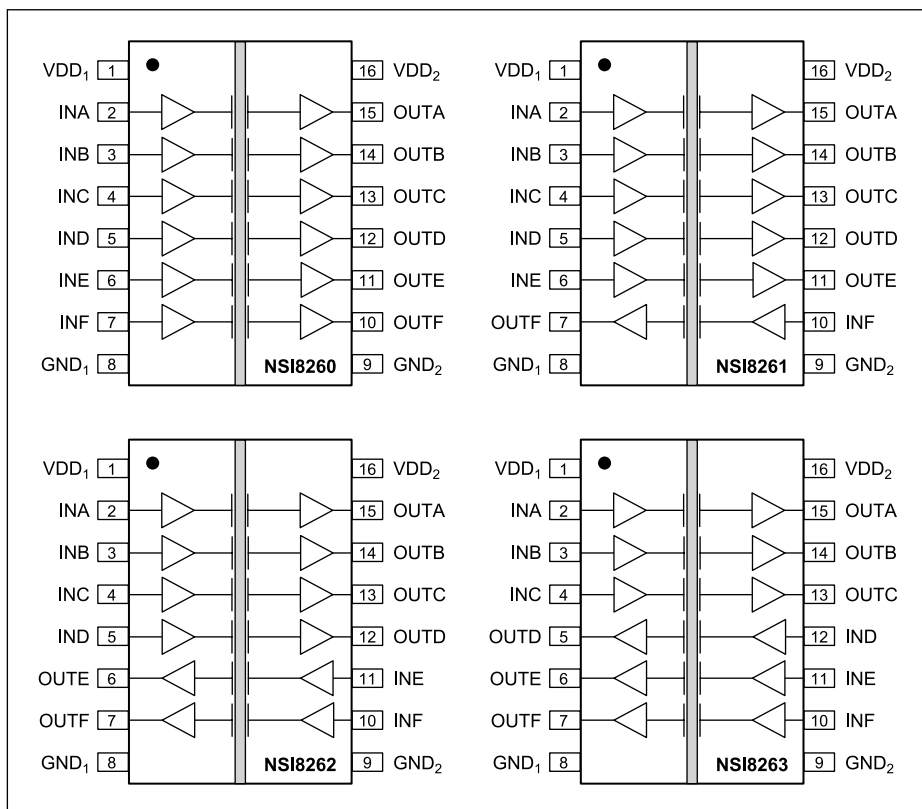 VDD₁ 1 16 VDD₂
INA 2 15 OUTA
INB 3 14 OUTB
INC 4 13 OUTC
IND 5 12 OUTD
INE 6 11 OUTE
INF 7 10 OUTF
GND₁ 8 NSI8260 9 GND₂
VDD₁ 1 16 VDD₂
INA 2 15 OUTA
INB 3 14 OUTB
INC 4 13 OUTC
IND 5 12 OUTD
INE 6 11 OUTE
OUTF 7 10 INF
GND₁ 8 NSI8261 9 GND₂
VDD₁ 1 16 VDD₂
INA 2 15 OUTA
INB 3 14 OUTB
INC 4 13 OUTC
IND 5 12 OUTD
OUTE 6 11 INE
OUTF 7 10 INF
GND₁ 8 NSI8262 9 GND₂
VDD₁ 1 16 VDD₂
INA 2 15 OUTA
INB 3 14 OUTB
INC 4 13 OUTC
OUTD 5 12 IND
OUTE 6 11 INE
OUTF 7 10 INF
GND₁ 8 NSI8263 9 GND₂